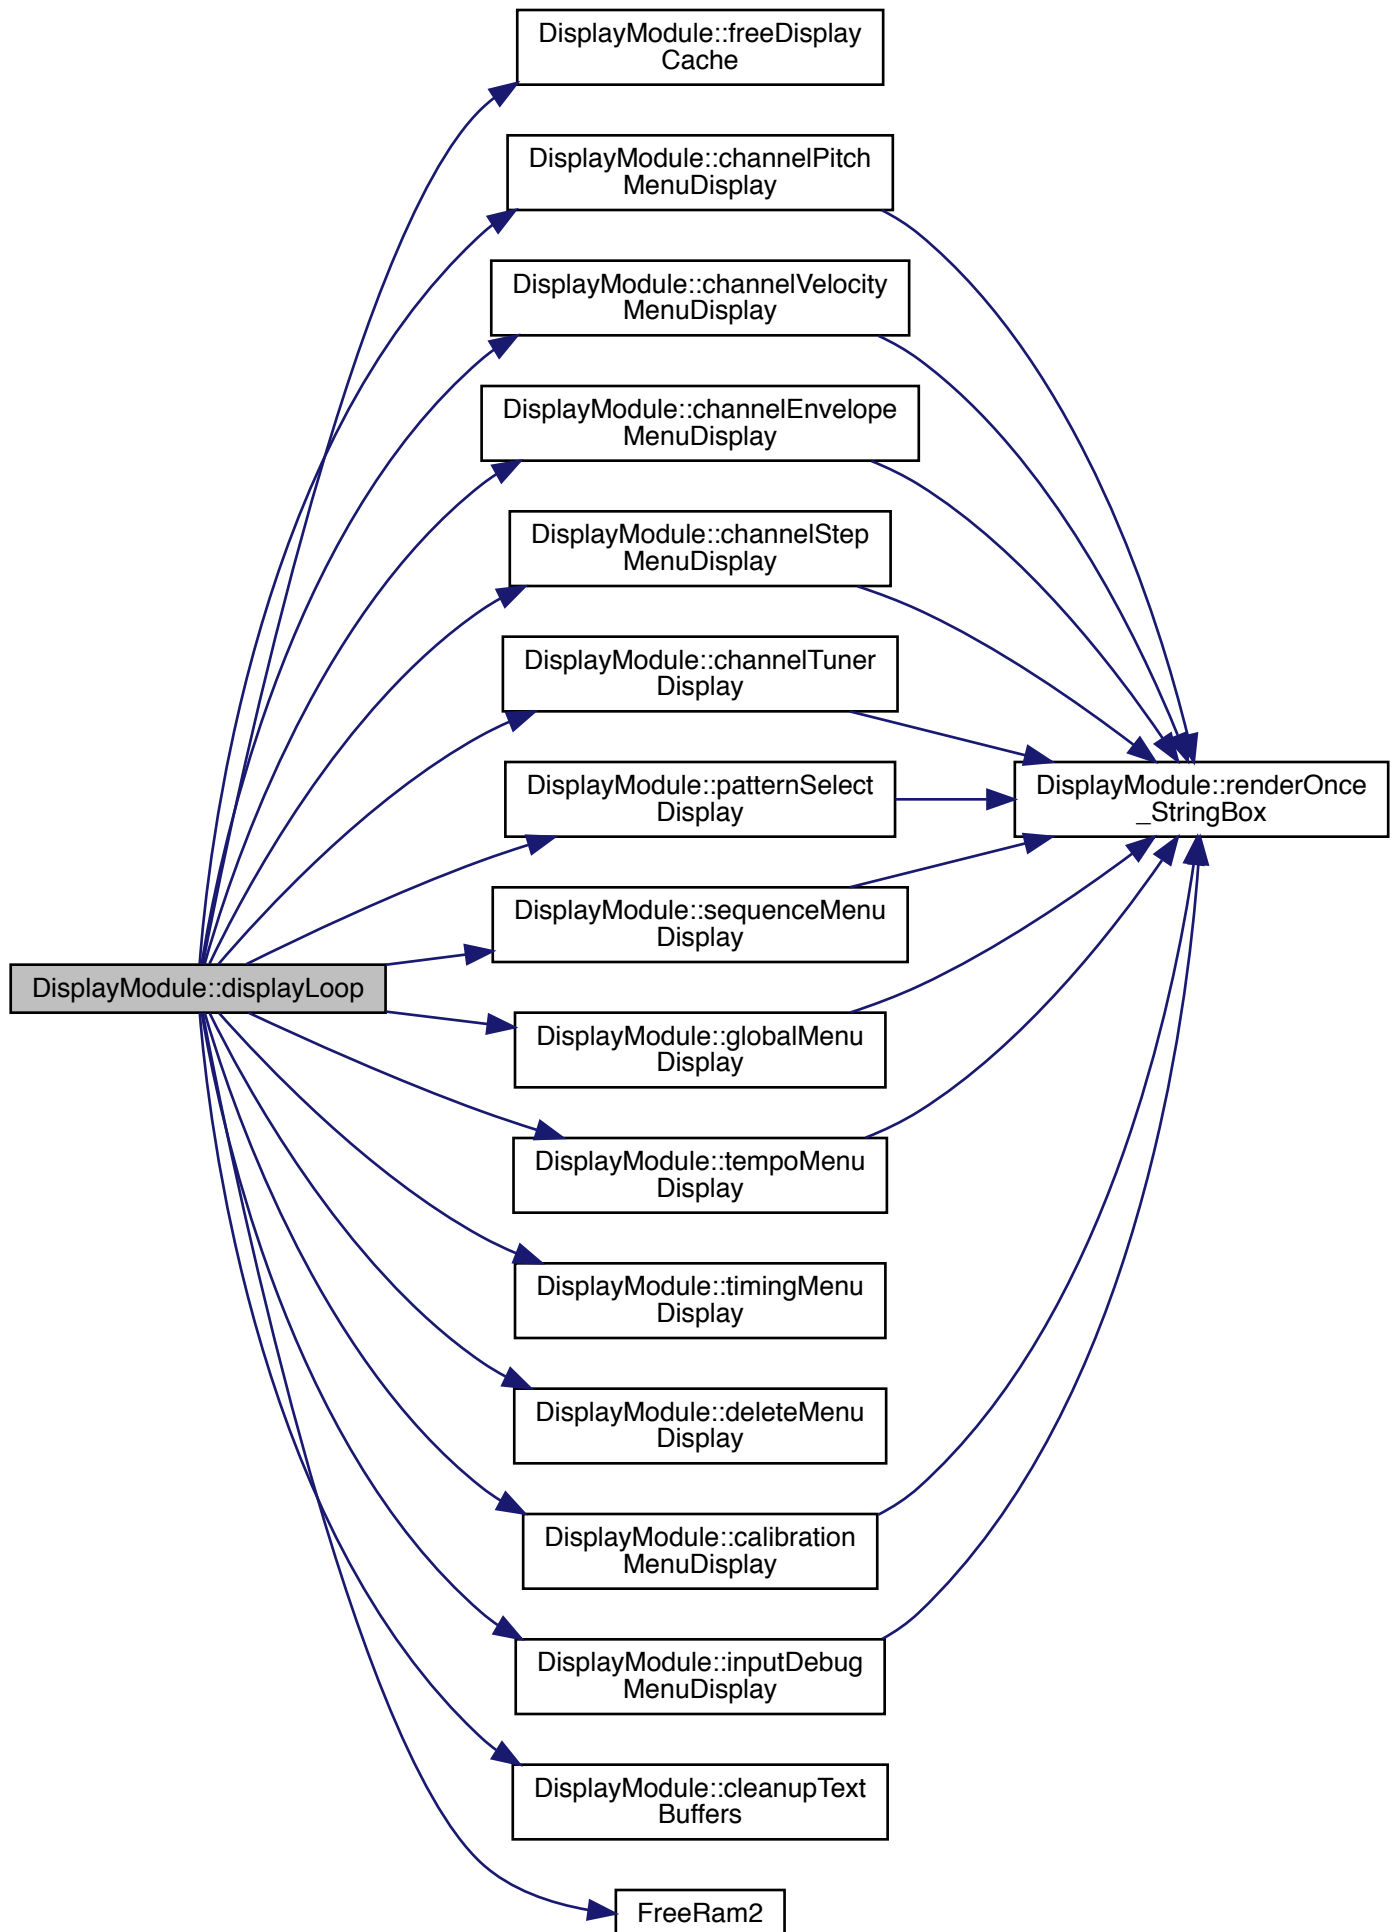 DisplayModule::freeDisplay
Cache
DisplayModule::channelPitch
MenuDisplay
DisplayModule::channelVelocity
MenuDisplay
DisplayModule::channelEnvelope
MenuDisplay
DisplayModule::channelStep
MenuDisplay
DisplayModule::channelTuner
Display
DisplayModule::patternSelect
Display
DisplayModule::renderOnce
_StringBox
DisplayModule::sequenceMenu
Display
DisplayModule::displayLoop
DisplayModule::globalMenu
Display
DisplayModule::tempoMenu
Display
DisplayModule::timingMenu
Display
DisplayModule::deleteMenu
Display
DisplayModule::calibration
MenuDisplay
DisplayModule::inputDebug
MenuDisplay
DisplayModule::cleanupText
Buffers
FreeRam2